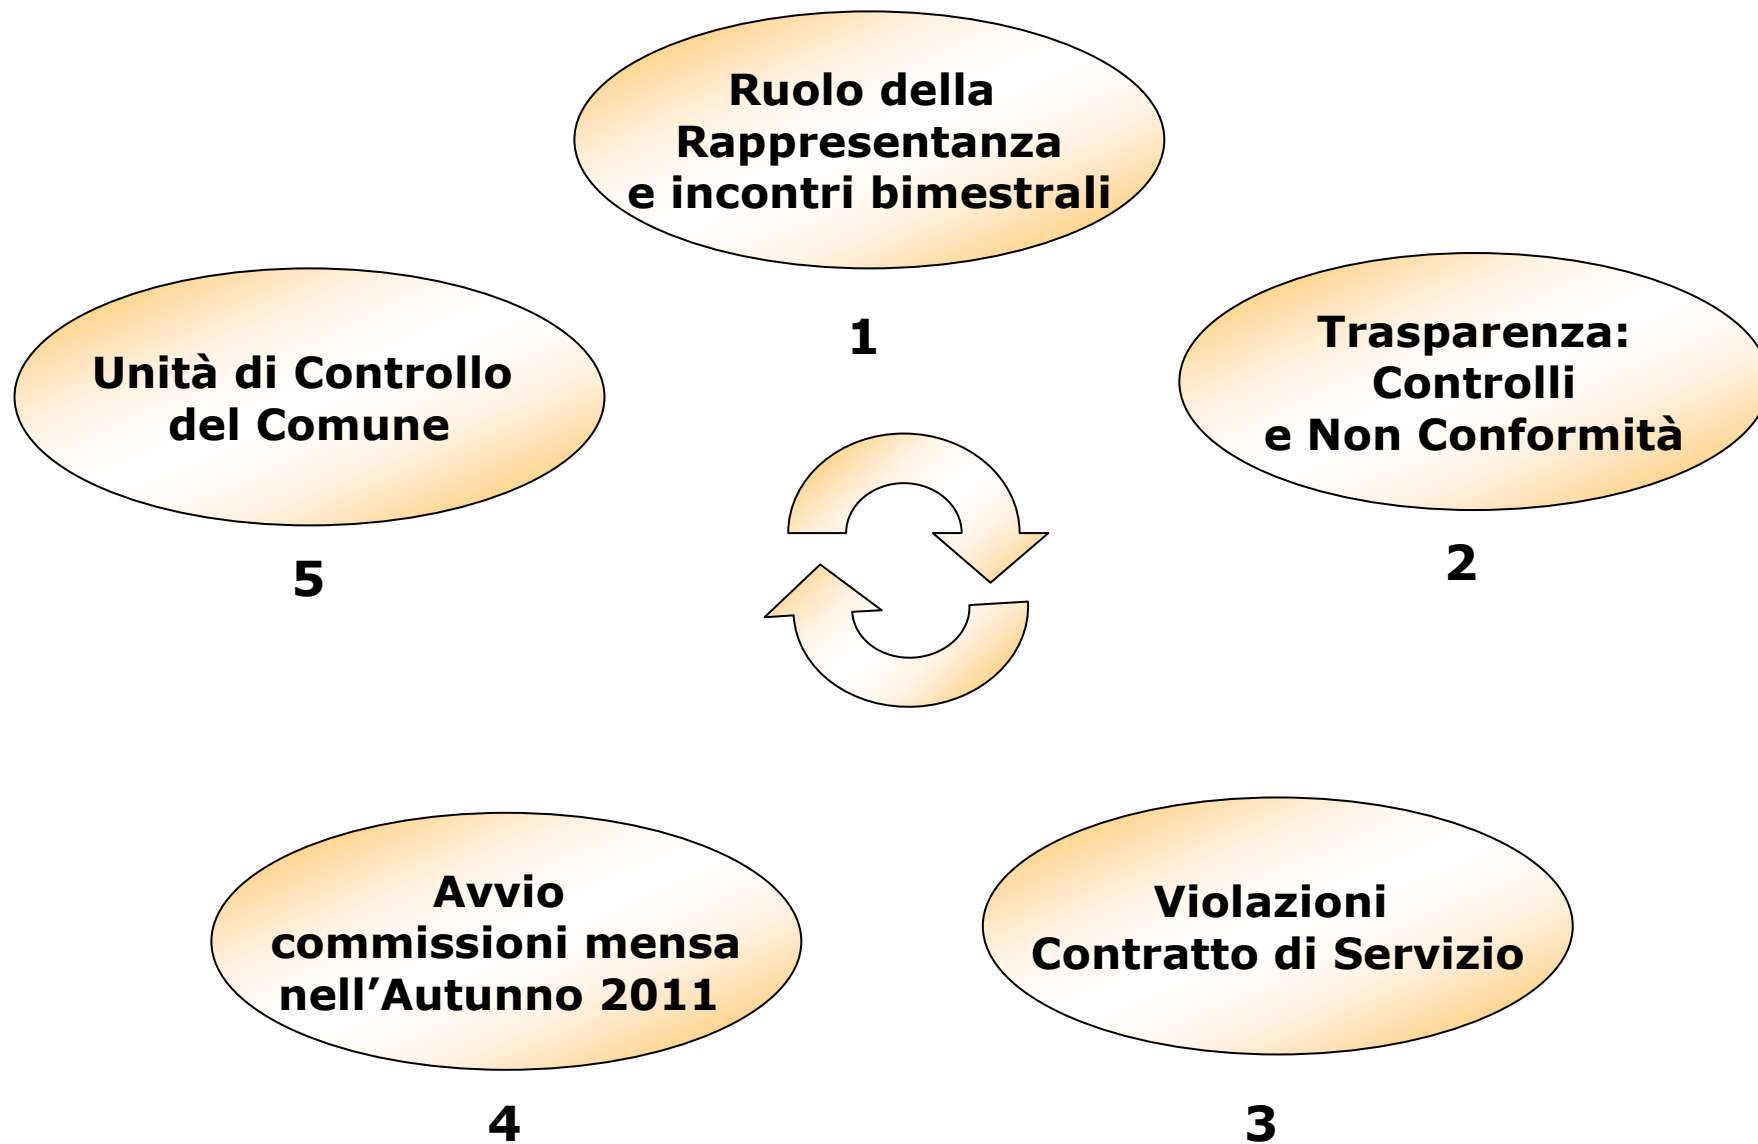 Ruolo della
Rappresentanza
e incontri bimestrali
1
Trasparenza:
Controlli
e Non Conformità
2
Violazioni
Contratto di Servizio
3
Avvio
commissioni mensa
nell’Autunno 2011
4
Unità di Controllo
del Comune
5